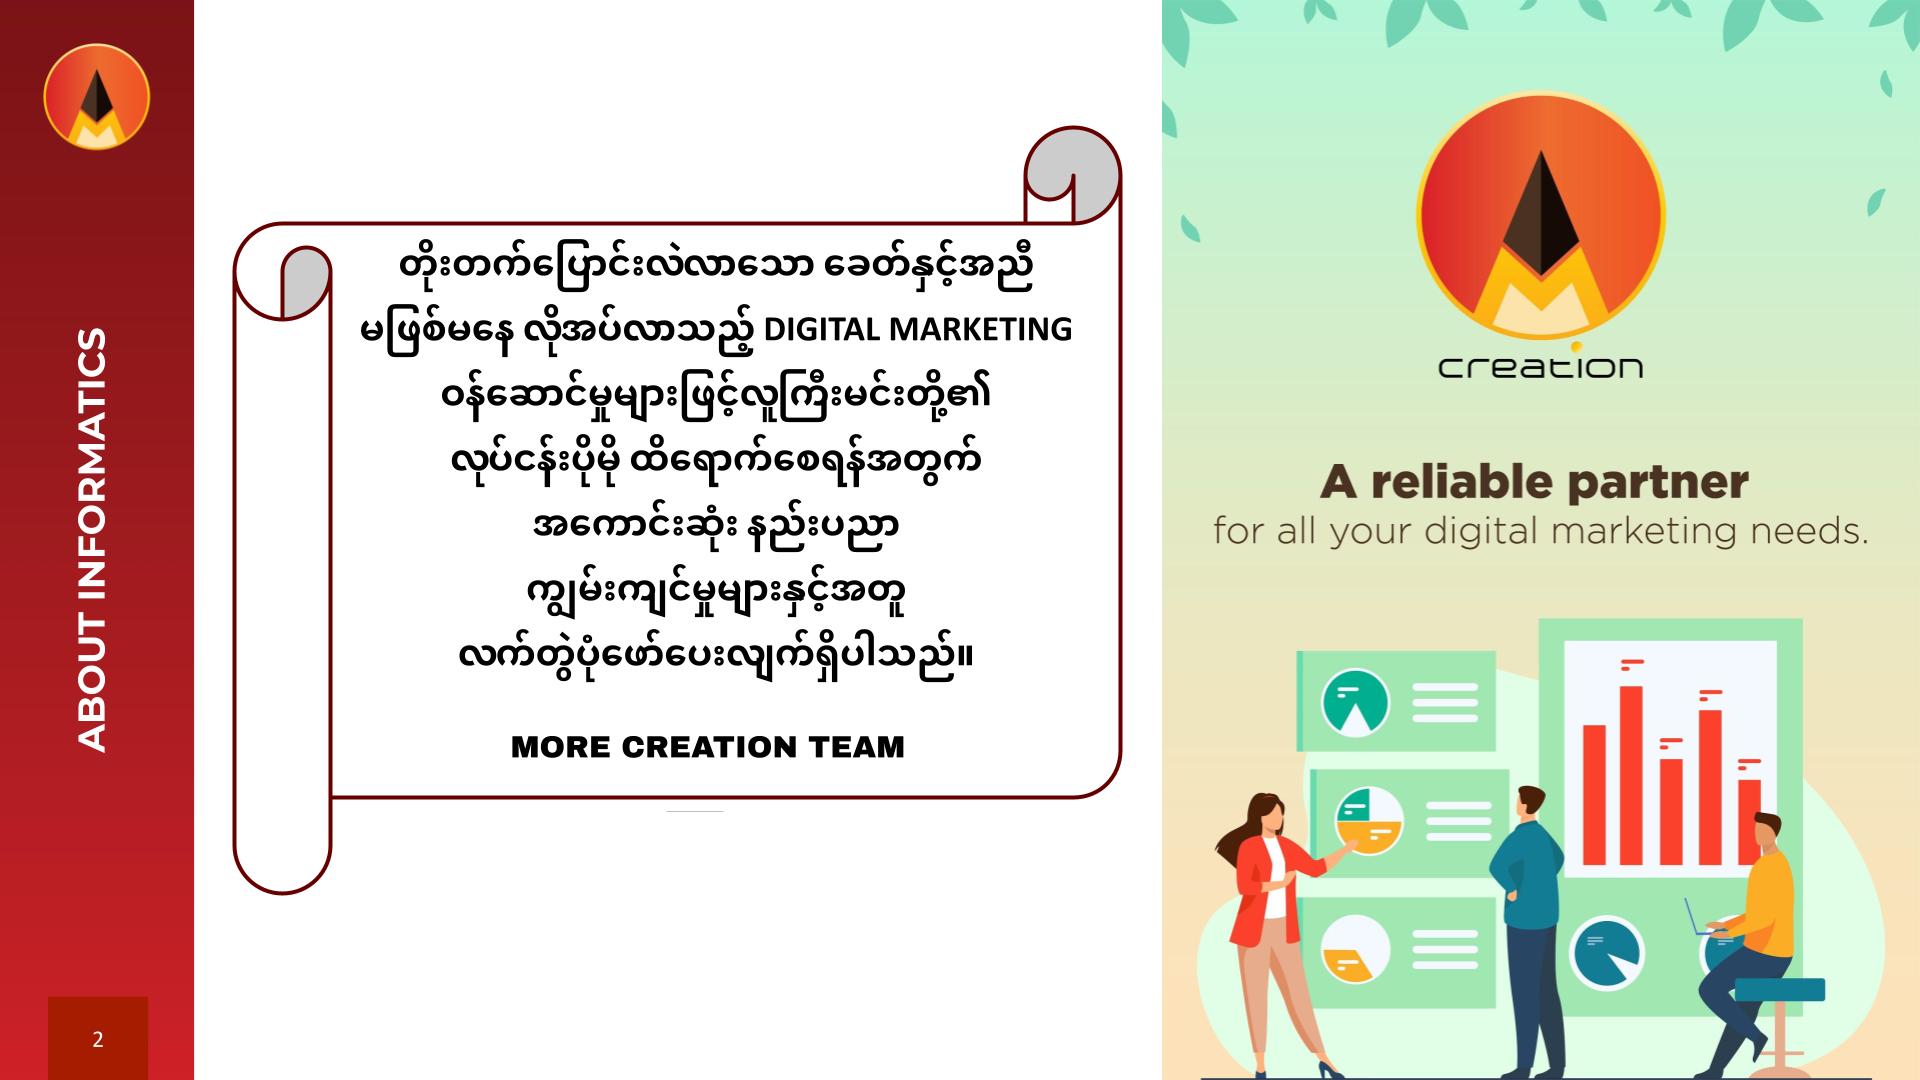 ABOUT INFORMATICS
2
တိုးတက်ပြောင်းလဲလာသော ခေတ်နှင့်အညီ
မဖြစ်မနေ လိုအပ်လာသည့် DIGITAL MARKETING
ဝန်ဆောင်မှုများဖြင့်လူကြီးမင်းတို့၏
လုပ်ငန်းပိုမို ထိရောက်စေရန်အတွက်
အကောင်းဆုံး နည်းပညာ
ကျွမ်းကျင်မှုများနှင့်အတူ
လက်တွဲပုံဖော်ပေးလျက်ရှိပါသည်။
MORE CREATION TEAM
creation
A reliable partner
for all your digital marketing needs.